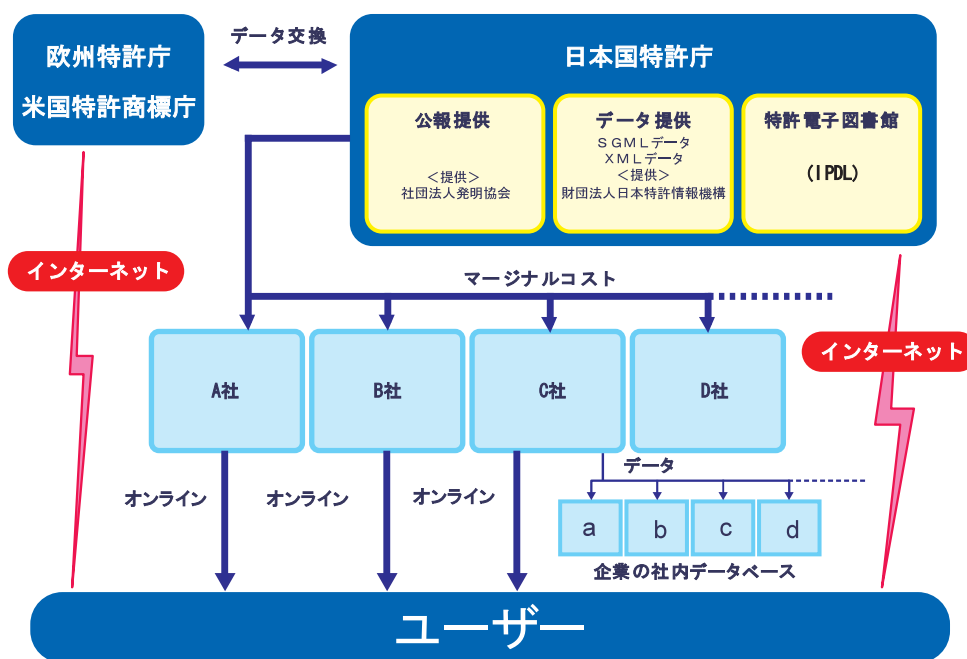 欧州特許庁
米国特許商標庁
データ交換
日本国特許庁
公報提供
＜提供＞
社団法人発明協会
データ提供
ＳＧＭＬデータ
ＸＭＬデータ
＜提供＞
財団法人日本特許情報機構
特許電子図書館
(IPDL)
インターネット
マージナルコスト
インターネット
A社
B社
C社
D社
オンライン
オンライン
オンライン
データ
a
b
c
d
企業の社内データベース
ユーザー